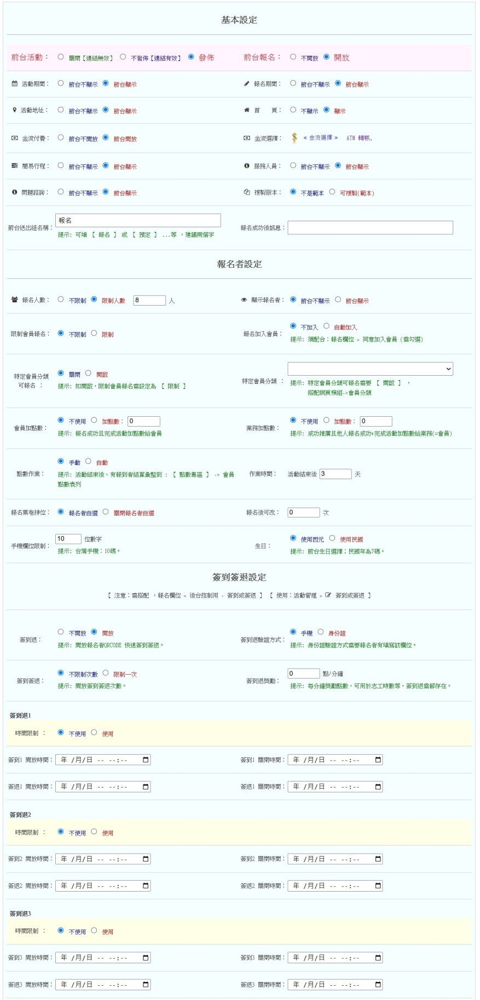 基本設定
前台活動： 關閉【連結無效】 不發佈【連結有效】 發佈 前台報名： 不開放 開放
活動期間： 前台不顯示 前台顯示 報名期間： 前台不顯示 前台顯示
活動地址： 前台不顯示 前台顯示 首 頁： 不顯示 顯示
金流付費： 前台不開放 前台開放 金流選擇： « 金流選擇 » ATM 轉帳,
簡易行程： 前台不顯示 前台顯示 服務人員： 前台不顯示 前台顯示
問題諮詢： 前台不顯示 前台顯示 複製版本： 不是範本 可複製(範本)
前台送出鈕名稱： 報名 報名成功後訊息：
提示: 可填 【 報名 】 或 【 預定 】 ...等 ，建議兩個字
報名者設定
報名人數： 不限制 限制人數 8 人 顯示報名者： 前台不顯示 前台顯示
限制會員報名： 不限制 限制 報名加入會員： 不加入 自動加入
提示: 須配合：報名欄位 » 同意加入會員 (需勾選)
特定會員分類可報名 ： 關閉 開啟 特定會員分類 ：
提示: 如開啟，限制會員報名需設定為 【 限制 】 提示: 特定會員分類可報名需要 【 開啟 】 ，
搭配網頁模組->會員分類
會員加點數： 不使用 加點數： 0 業務加點數： 不使用 加點數： 0
提示: 報名成功且完成活動加點數給會員 提示: 成功推廣且他人報名成功+完成活動加點數給業務(=會員)
點數作業： 手動 自動 作業時間： 活動結束後 3 天
提示: 活動結束後，有報到者結算彙整到 : 【 點數專區 】 -> 會員
點數表列
報名票卷排位： 報名者自選 關閉報名者自選 報名後可改： 0 次
手機欄位限制： 10 位數字 生日： 使用西元 使用民國
提示: 台灣手機：10碼。 提示: 前台生日選擇；民國年為7碼。
簽到簽退設定
【 注意：需搭配 ，報名欄位 » 後台控制用 - 簽到或簽退 】 【 使用：活動管理 » 簽到或簽退 】
簽到退： 不開放 開放 簽到退驗證方式： 手機 身份證
提示: 開放報名者QRCODE 快速簽到簽退。 提示: 身份證驗證方式需要報名者有填寫該欄位。
簽到簽退： 不限制次數 限制一次 簽到退獎勵： 0 點/分鐘
提示: 開放簽到簽退次數。 提示: 每分鐘獎勵點數，可用於志工時數等，簽到退需都存在。
簽到退1
時間限制 ： 不使用 使用
簽到1 開放時間： 年 /月/日 -- --:-- 簽到1 關閉時間： 年 /月/日 -- --:--
簽退1 開放時間： 年 /月/日 -- --:-- 簽退1 關閉時間： 年 /月/日 -- --:--
簽到退2
時間限制 ： 不使用 使用
簽到2 開放時間： 年 /月/日 -- --:-- 簽到2 關閉時間： 年 /月/日 -- --:--
簽退2 開放時間： 年 /月/日 -- --:-- 簽退2 關閉時間： 年 /月/日 -- --:--
簽到退3
時間限制 ： 不使用 使用
簽到3 開放時間： 年 /月/日 -- --:-- 簽到3 關閉時間： 年 /月/日 -- --:--
簽退3 開放時間： 年 /月/日 -- --:-- 簽退3 關閉時間： 年 /月/日 -- --:--